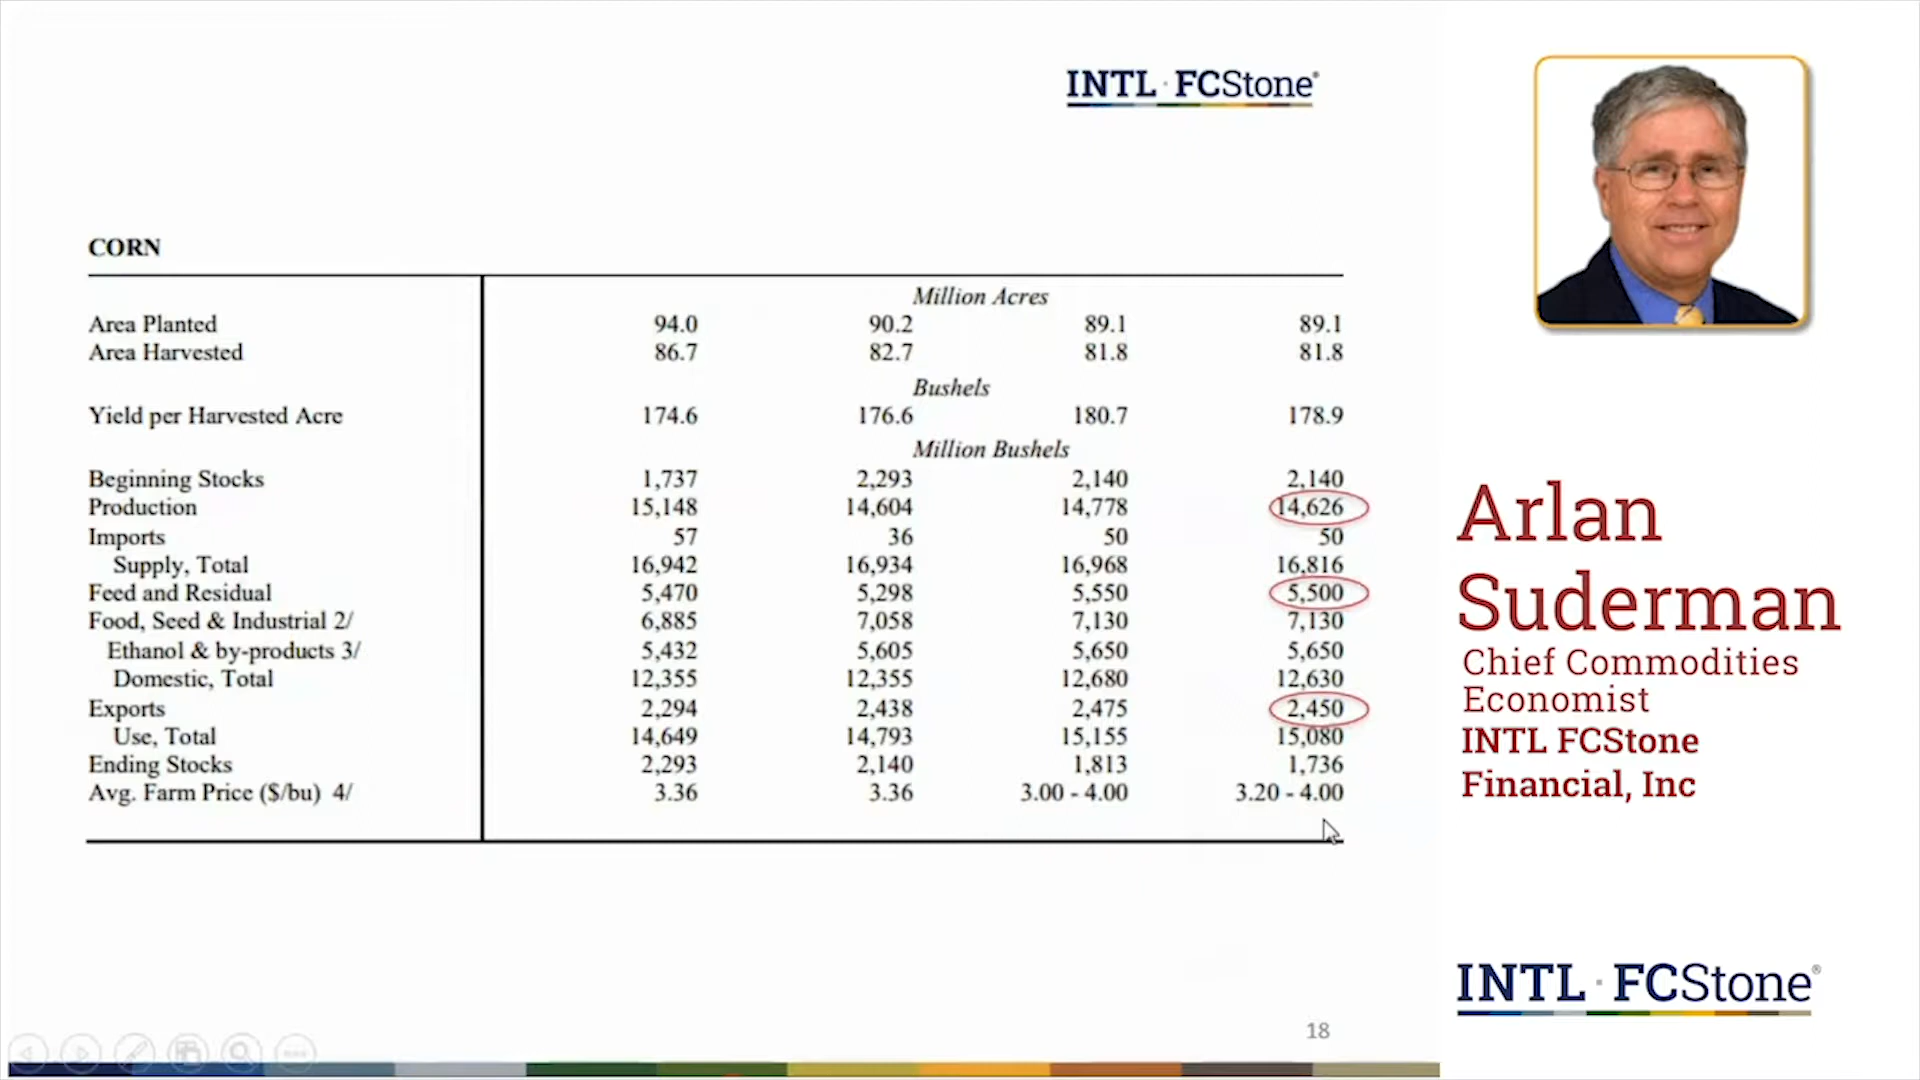 INTL FCStone®
CORN
Million Acres
Area Planted 94.0 90.2 89.1 89.1
Area Harvested 86.7 82.7 81.8 81.8
Bushels
Yield per Harvested Acre 174.6 176.6 180.7 178.9
Million Bushels
Beginning Stocks 1,737 2,293 2,140 2,140
Production 15,148 14,604 14,778 14,626
Imports 57 36 50 50
Supply, Total 16,942 16,934 16,968 16,816
Feed and Residual 5,470 5,298 5,550 5,500
Food, Seed & Industrial 2/ 6,885 7,058 7,130 7,130
Ethanol & by-products 3/ 5,432 5,605 5,650 5,650
Domestic, Total 12,355 12,355 12,680 12,630
Exports 2,294 2,438 2,475 2,450
Use, Total 14,649 14,793 15,155 15,080
Ending Stocks 2,293 2,140 1,813 1,736
Avg. Farm Price ($/bu) 4/ 3.36 3.36 3.00 - 4.00 3.20 - 4.00
18
Arlan
Suderman
Chief Commodities
Economist
INTL FCStone
Financial, Inc
INTL FCStone®